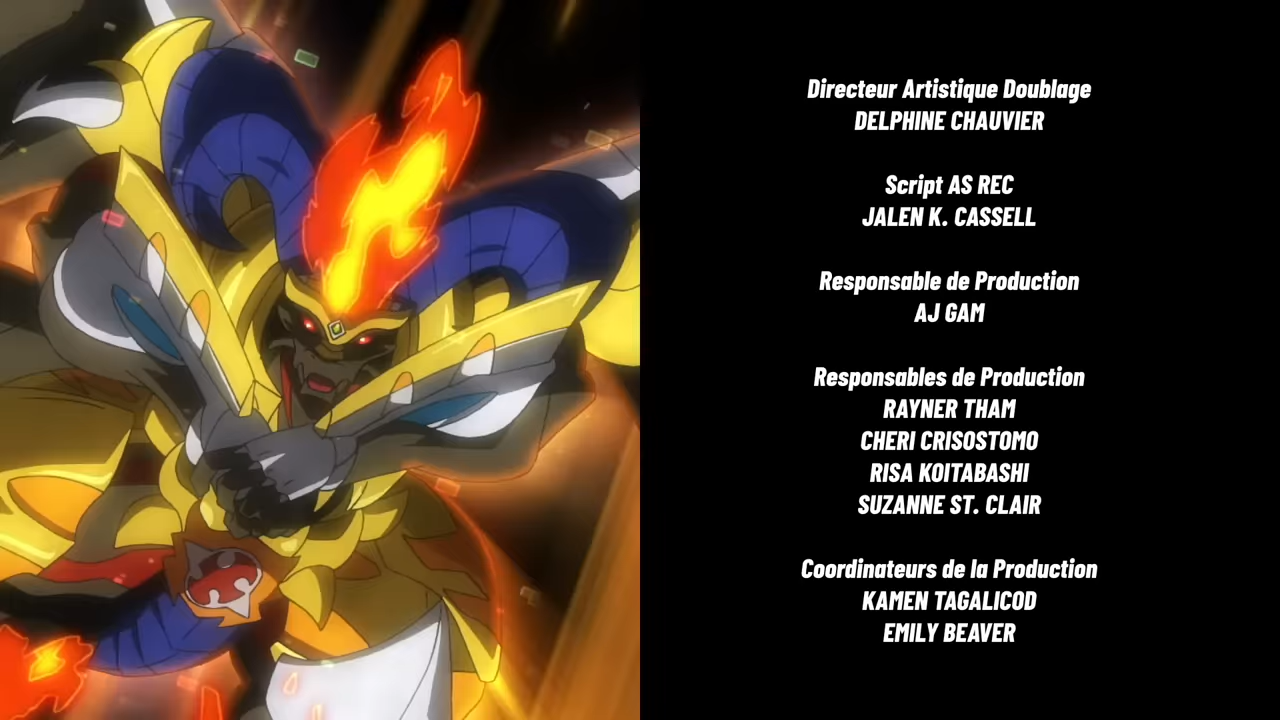 Directeur Artistique Doublage
DELPHINE CHAUVIER
Script AS REC
JALEN K. CASSELL
Responsable de Production
AJ GAM
Responsables de Production
RAYNER THAM
CHERI CRISOSTOMO
RISA KOITABASHI
SUZANNE ST. CLAIR
Coordinateurs de la Production
KAMEN TAGALICOD
EMILY BEAVER